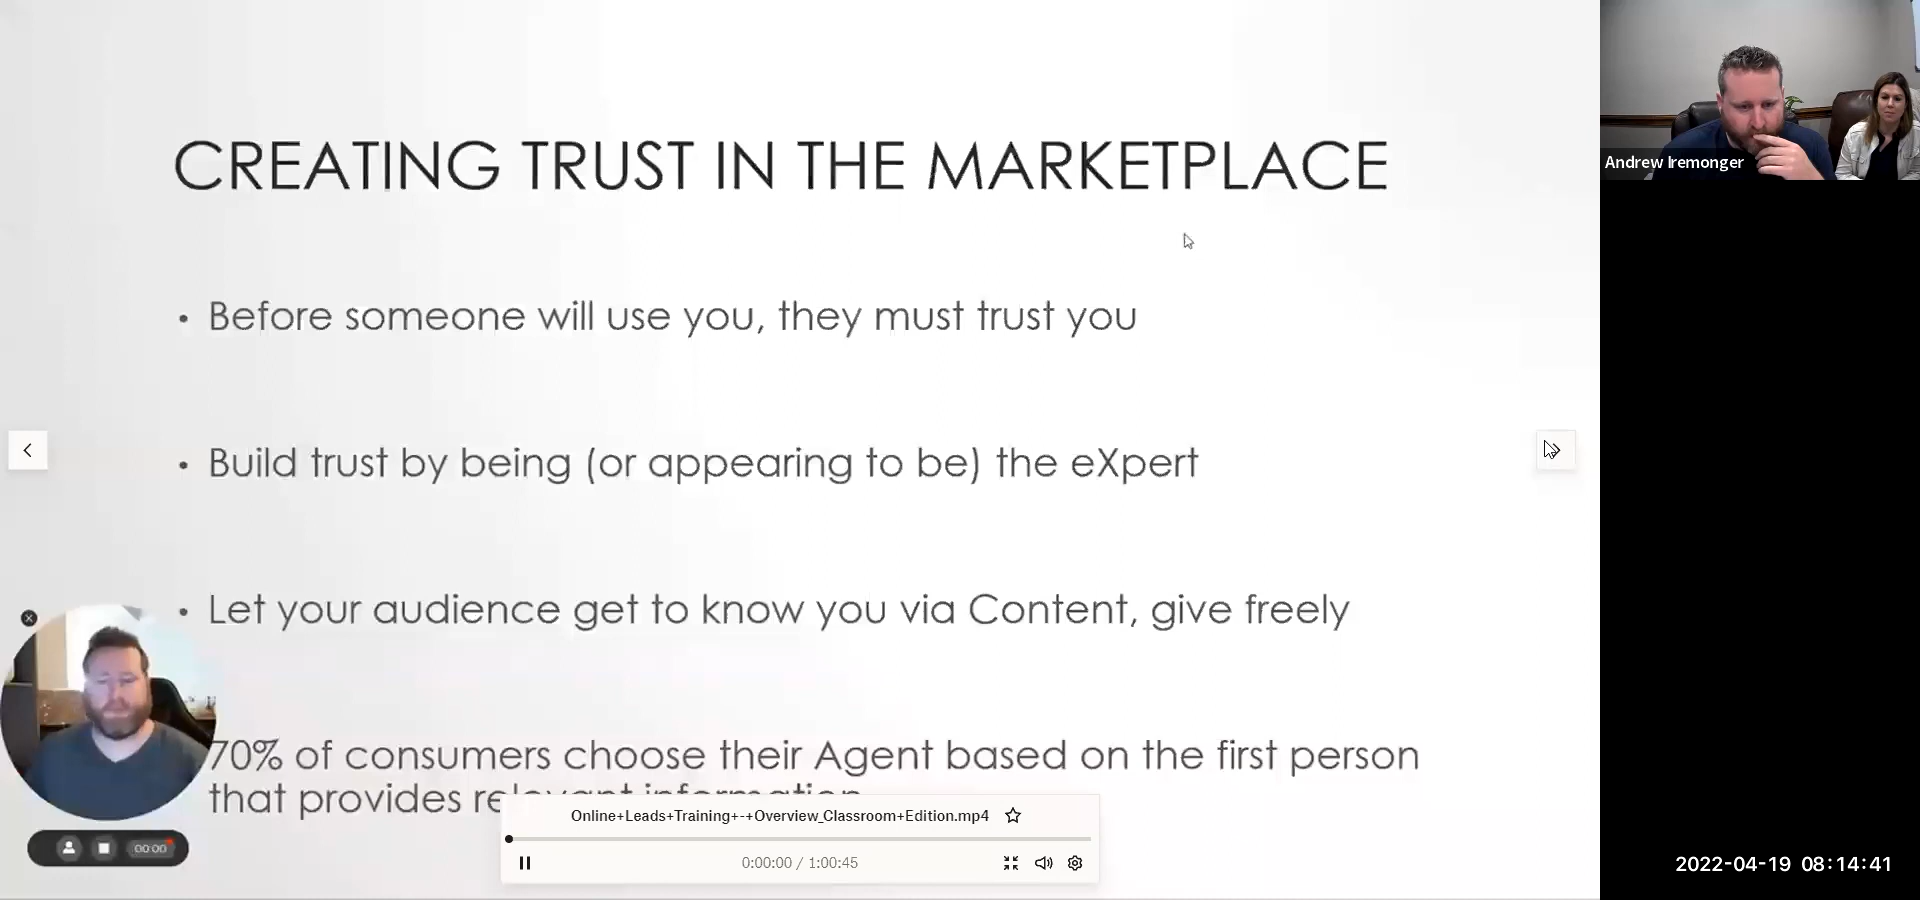 CREATING TRUST IN THE MARKETPLACE
• Before someone will use you, they must trust you
• Build trust by being (or appearing to be) the eXpert
• Let your audience get to know you via Content, give freely
70% of consumers choose their Agent based on the first person
that provides relevant information
Online+Leads+Training+-+Overview_Classroom+Edition.mp4
0:00:00 / 1:00:45
00:00
Andrew Iremonger
2022-04-19 08:14:41